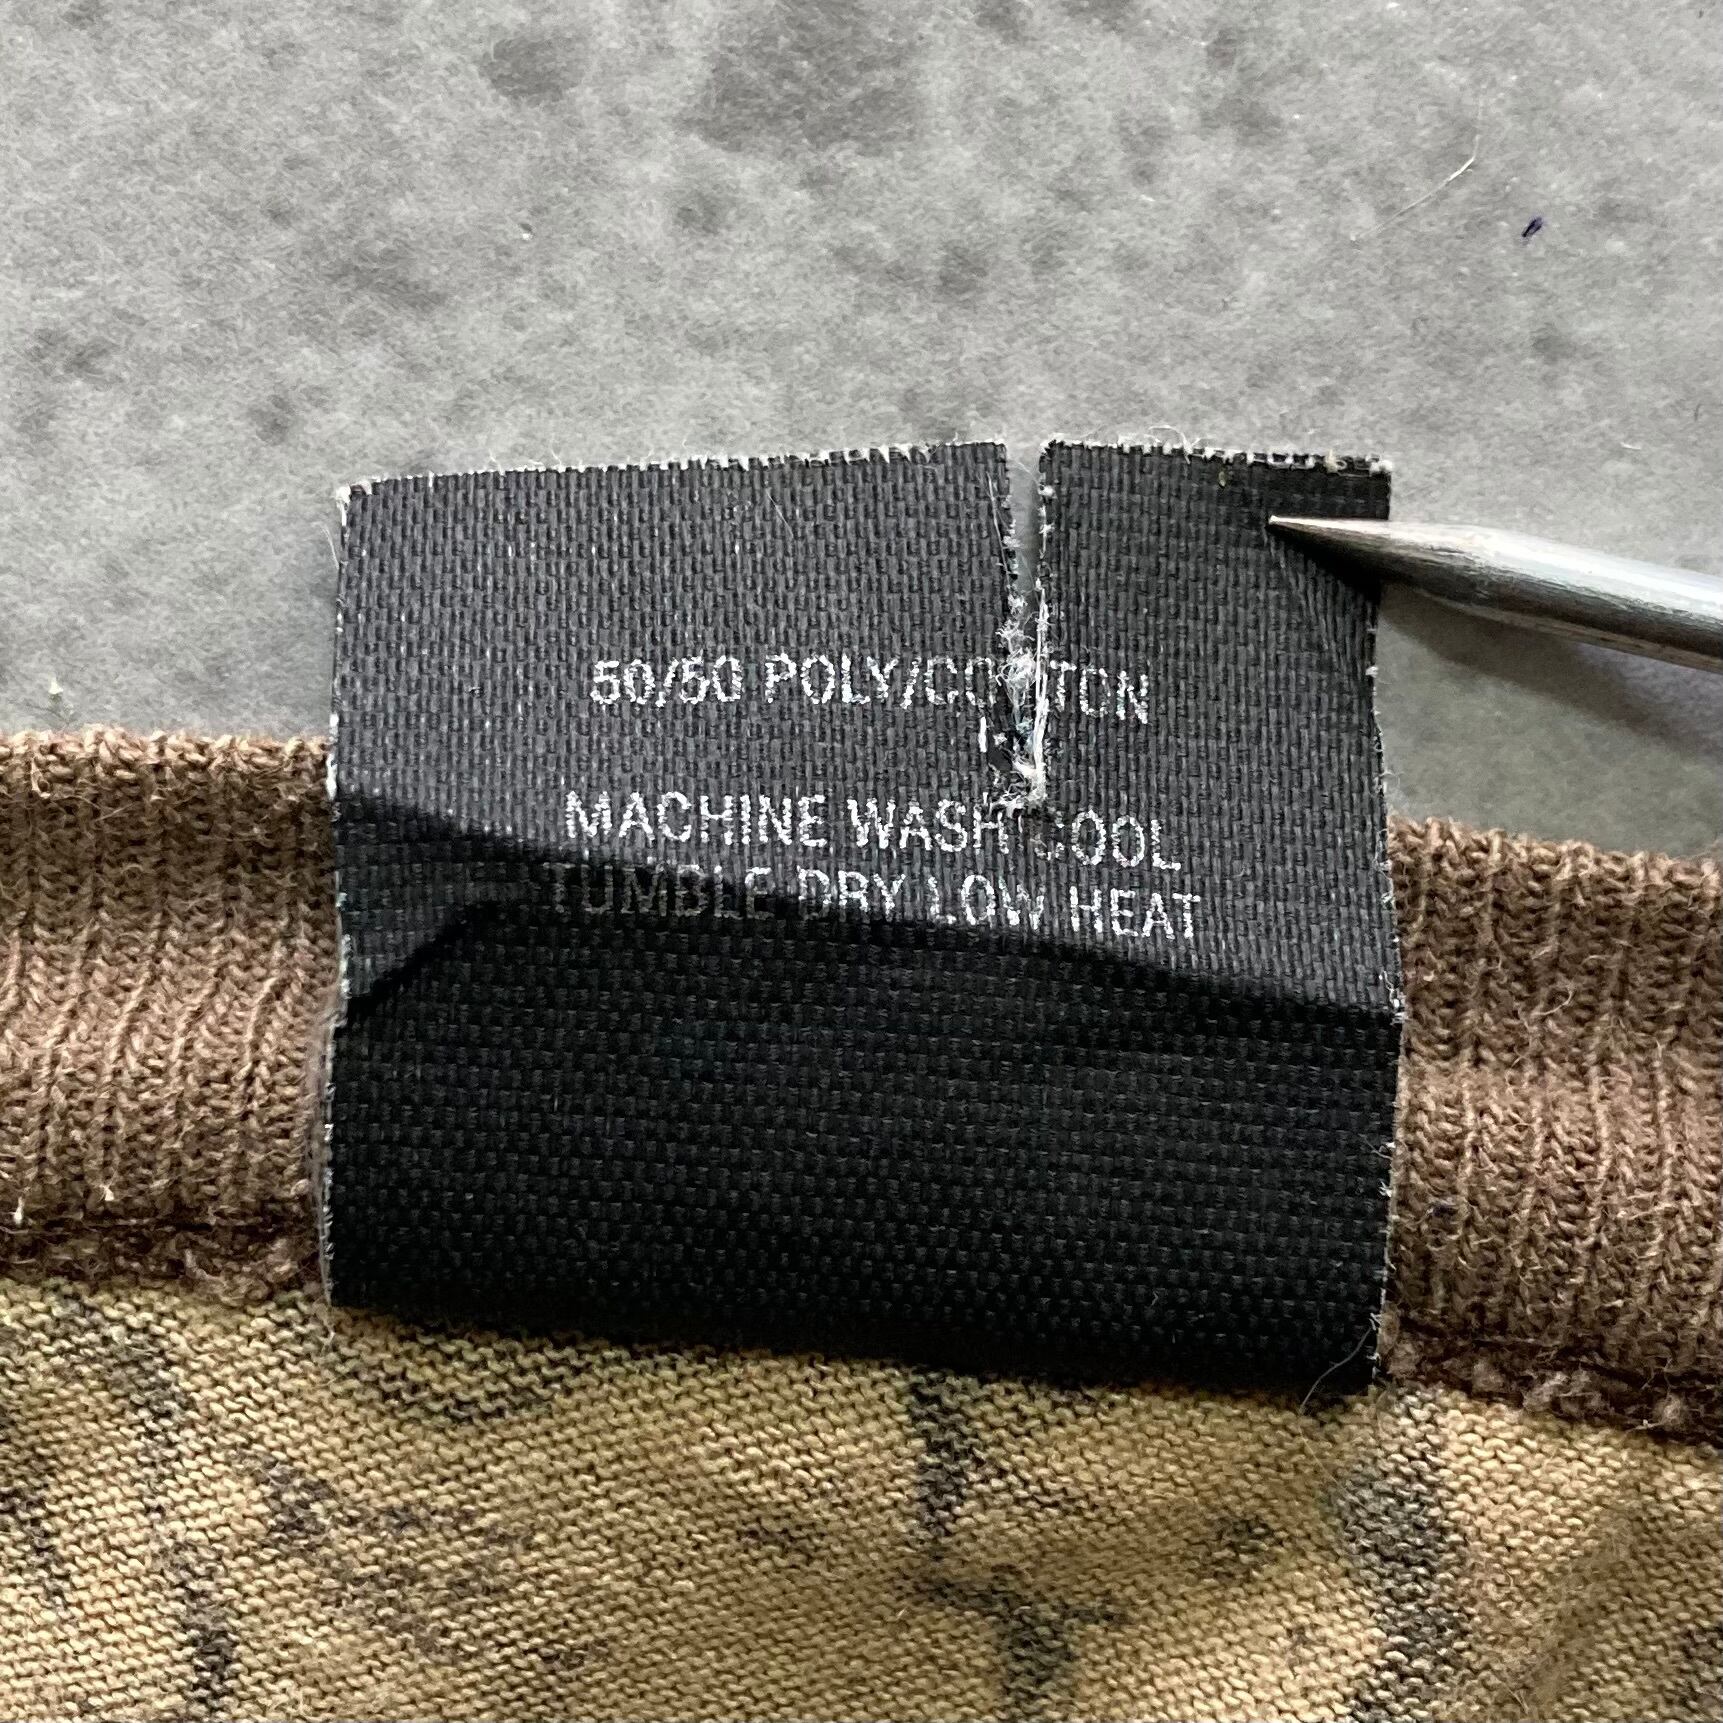 50/50 POLY/COTTON
MACHINE WASH COOL
TUMBLE DRY LOW HEAT